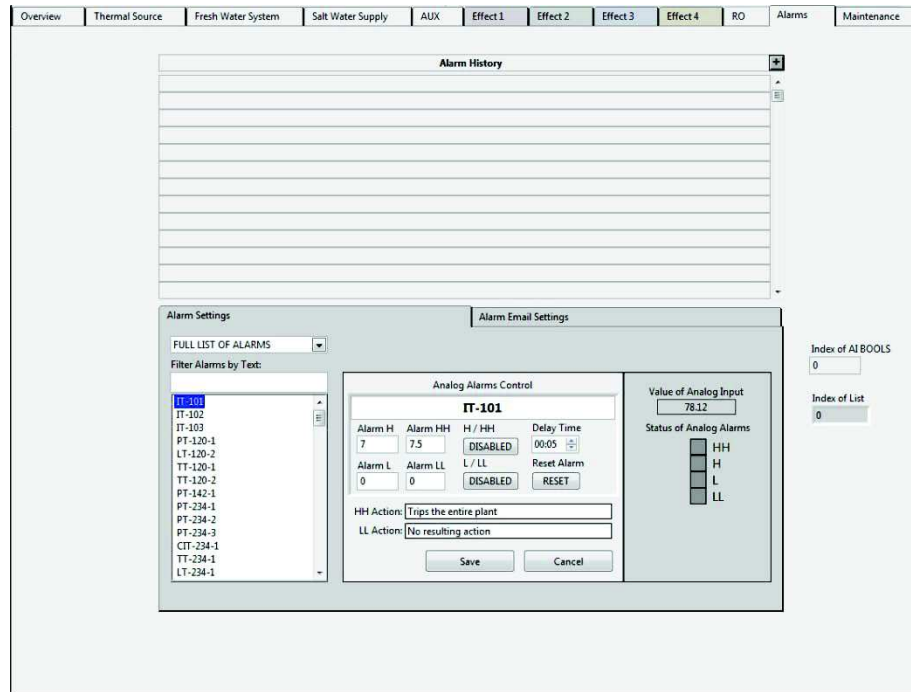 Overview Thermal Source Fresh Water System Salt Water Supply AUX Effect 1 Effect 2 Effect 3 Effect 4 RO Alarms Maintenance
Alarm History
Alarm Settings Alarm Email Settings
FULL LIST OF ALARMS
Filter Alarms by Text:
IT-101
IT-102
IT-103
PT-120-1
LT-120-2
TT-120-1
TT-120-2
PT-142-1
PT-234-1
PT-234-2
PT-234-3
CIT-234-1
TT-234-1
LT-234-1
Analog Alarms Control
IT-101
Alarm H Alarm HH H / HH Delay Time
7 7.5 DISABLED 00:05
Alarm L Alarm LL L / LL Reset Alarm
0 0 DISABLED RESET
HH Action: Trips the entire plant
LL Action: No resulting action
Save Cancel
Value of Analog Input
78.12
Status of Analog Alarms
HH
H
L
LL
Index of AI BOOLS
0
Index of List
0